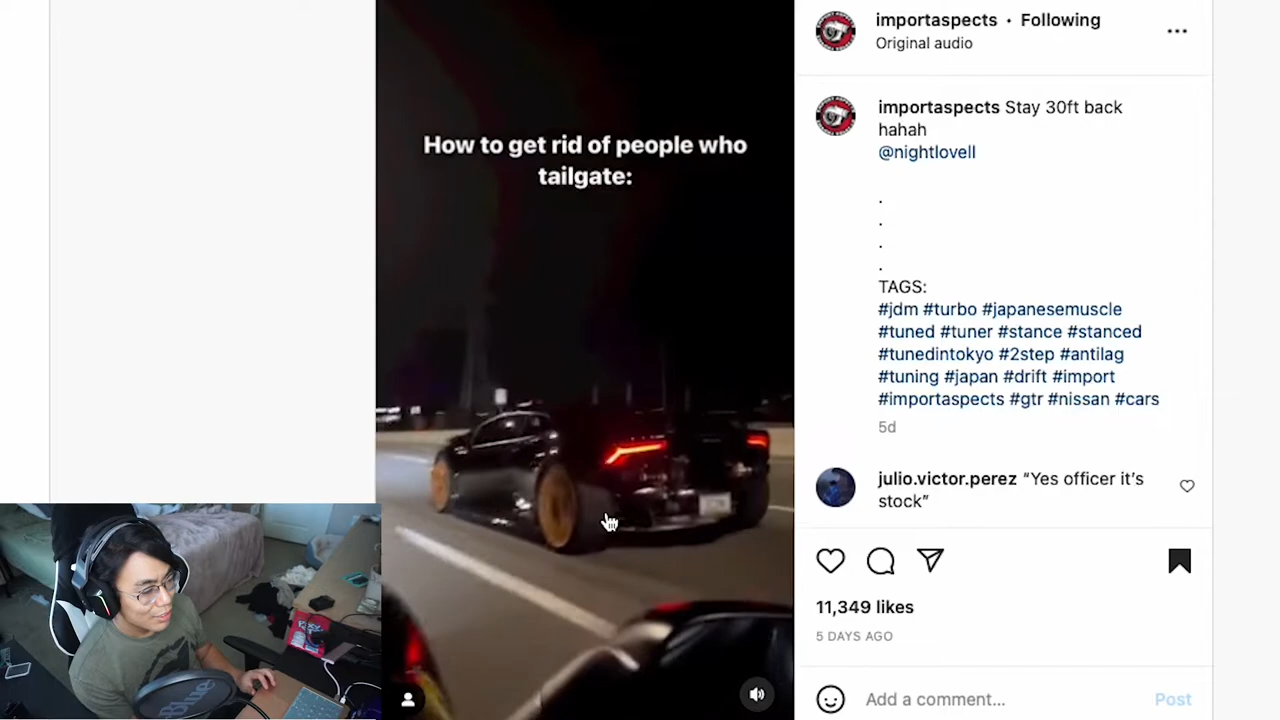 How to get rid of people who
tailgate:
importaspects • Following
Original audio
importaspects Stay 30ft back
hahah
@nightlovell
.
.
.
.
TAGS:
#jdm #turbo #japanesemuscle
#tuned #tuner #stance #stanced
#tunedintokyo #2step #antilag
#tuning #japan #drift #import
#importaspects #gtr #nissan #cars
5d
julio.victor.perez “Yes officer it’s
stock”
11,349 likes
5 DAYS AGO
Add a comment...
Post
Blue